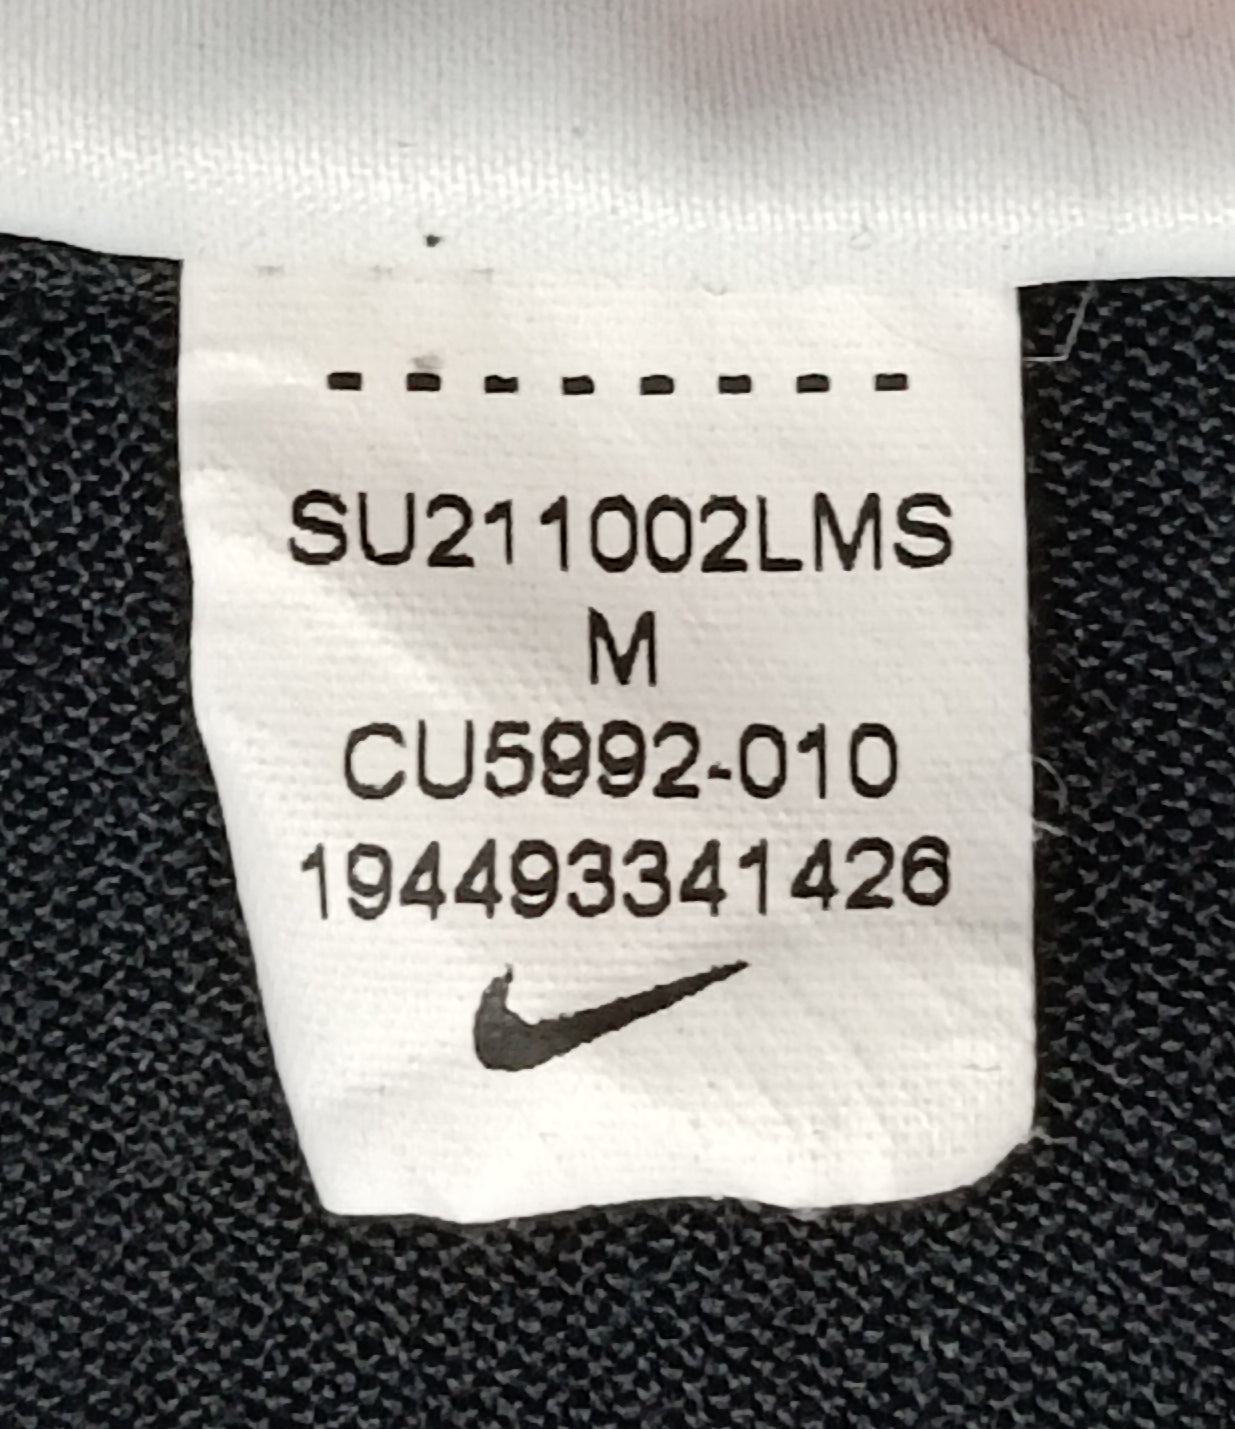 --------
SU211002LMS
M
CU5992-010
194493341426